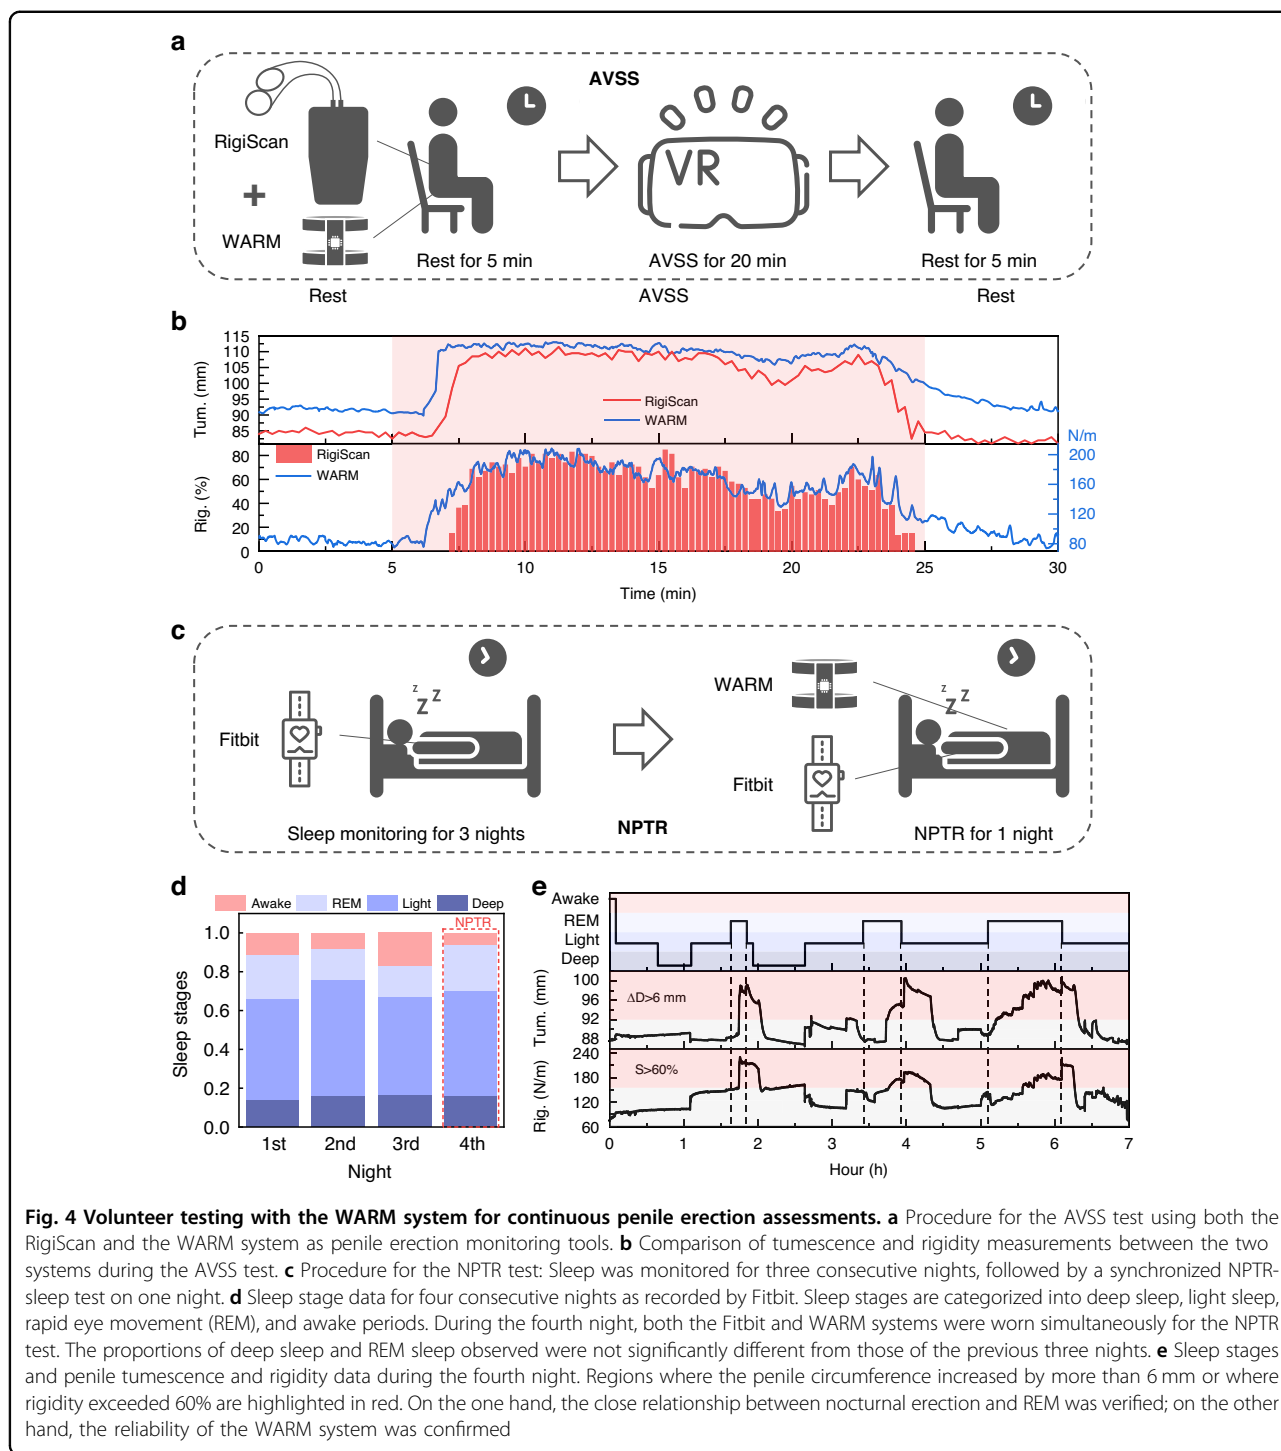 a
AVSS
RigiScan
+
WARM
VR
Rest for 5 min
AVSS for 20 min
Rest for 5 min
Rest
AVSS
Rest
b
115
110
105
100
95
90
85
Tum. (mm)
RigiScan
WARM
N/m
RigiScan
WARM
80
60
40
20
0
Rig. (%)
200
160
120
80
0 5 10 15 20 25 30
Time (min)
c
z Z Z
Fitbit
Sleep monitoring for 3 nights
NPTR
WARM
Fitbit
z Z Z
NPTR for 1 night
d
Awake REM Light Deep
NPTR
1.0
0.8
0.6
0.4
0.2
0.0
Sleep stages
1st 2nd 3rd 4th
Night
e
Awake
REM
Light
Deep
100
96
92
88
Tum. (mm)
ΔD>6 mm
240
180
120
60
Rig. (N/m)
S>60%
0 1 2 3 4 5 6 7
Hour (h)
Fig. 4 Volunteer testing with the WARM system for continuous penile erection assessments. a Procedure for the AVSS test using both the
RigiScan and the WARM system as penile erection monitoring tools. b Comparison of tumescence and rigidity measurements between the two
systems during the AVSS test. c Procedure for the NPTR test: Sleep was monitored for three consecutive nights, followed by a synchronized NPTR-
sleep test on one night. d Sleep stage data for four consecutive nights as recorded by Fitbit. Sleep stages are categorized into deep sleep, light sleep,
rapid eye movement (REM), and awake periods. During the fourth night, both the Fitbit and WARM systems were worn simultaneously for the NPTR
test. The proportions of deep sleep and REM sleep observed were not significantly different from those of the previous three nights. e Sleep stages
and penile tumescence and rigidity data during the fourth night. Regions where the penile circumference increased by more than 6 mm or where
rigidity exceeded 60% are highlighted in red. On the one hand, the close relationship between nocturnal erection and REM was verified; on the other
hand, the reliability of the WARM system was confirmed